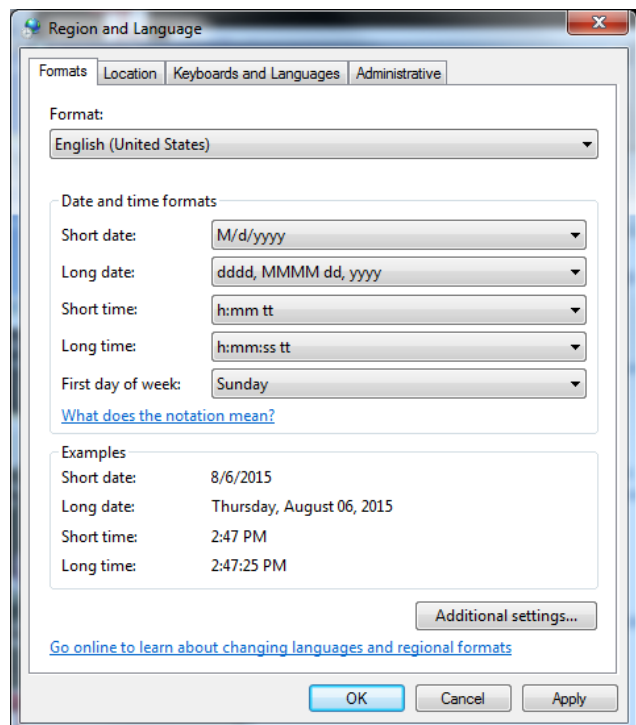 Region and Language
Formats Location Keyboards and Languages Administrative
Format:
English (United States)
Date and time formats
Short date: M/d/yyyy
Long date: dddd, MMMM dd, yyyy
Short time: h:mm tt
Long time: h:mm:ss tt
First day of week: Sunday
What does the notation mean?
Examples
Short date: 8/6/2015
Long date: Thursday, August 06, 2015
Short time: 2:47 PM
Long time: 2:47:25 PM
Additional settings...
Go online to learn about changing languages and regional formats
OK Cancel Apply